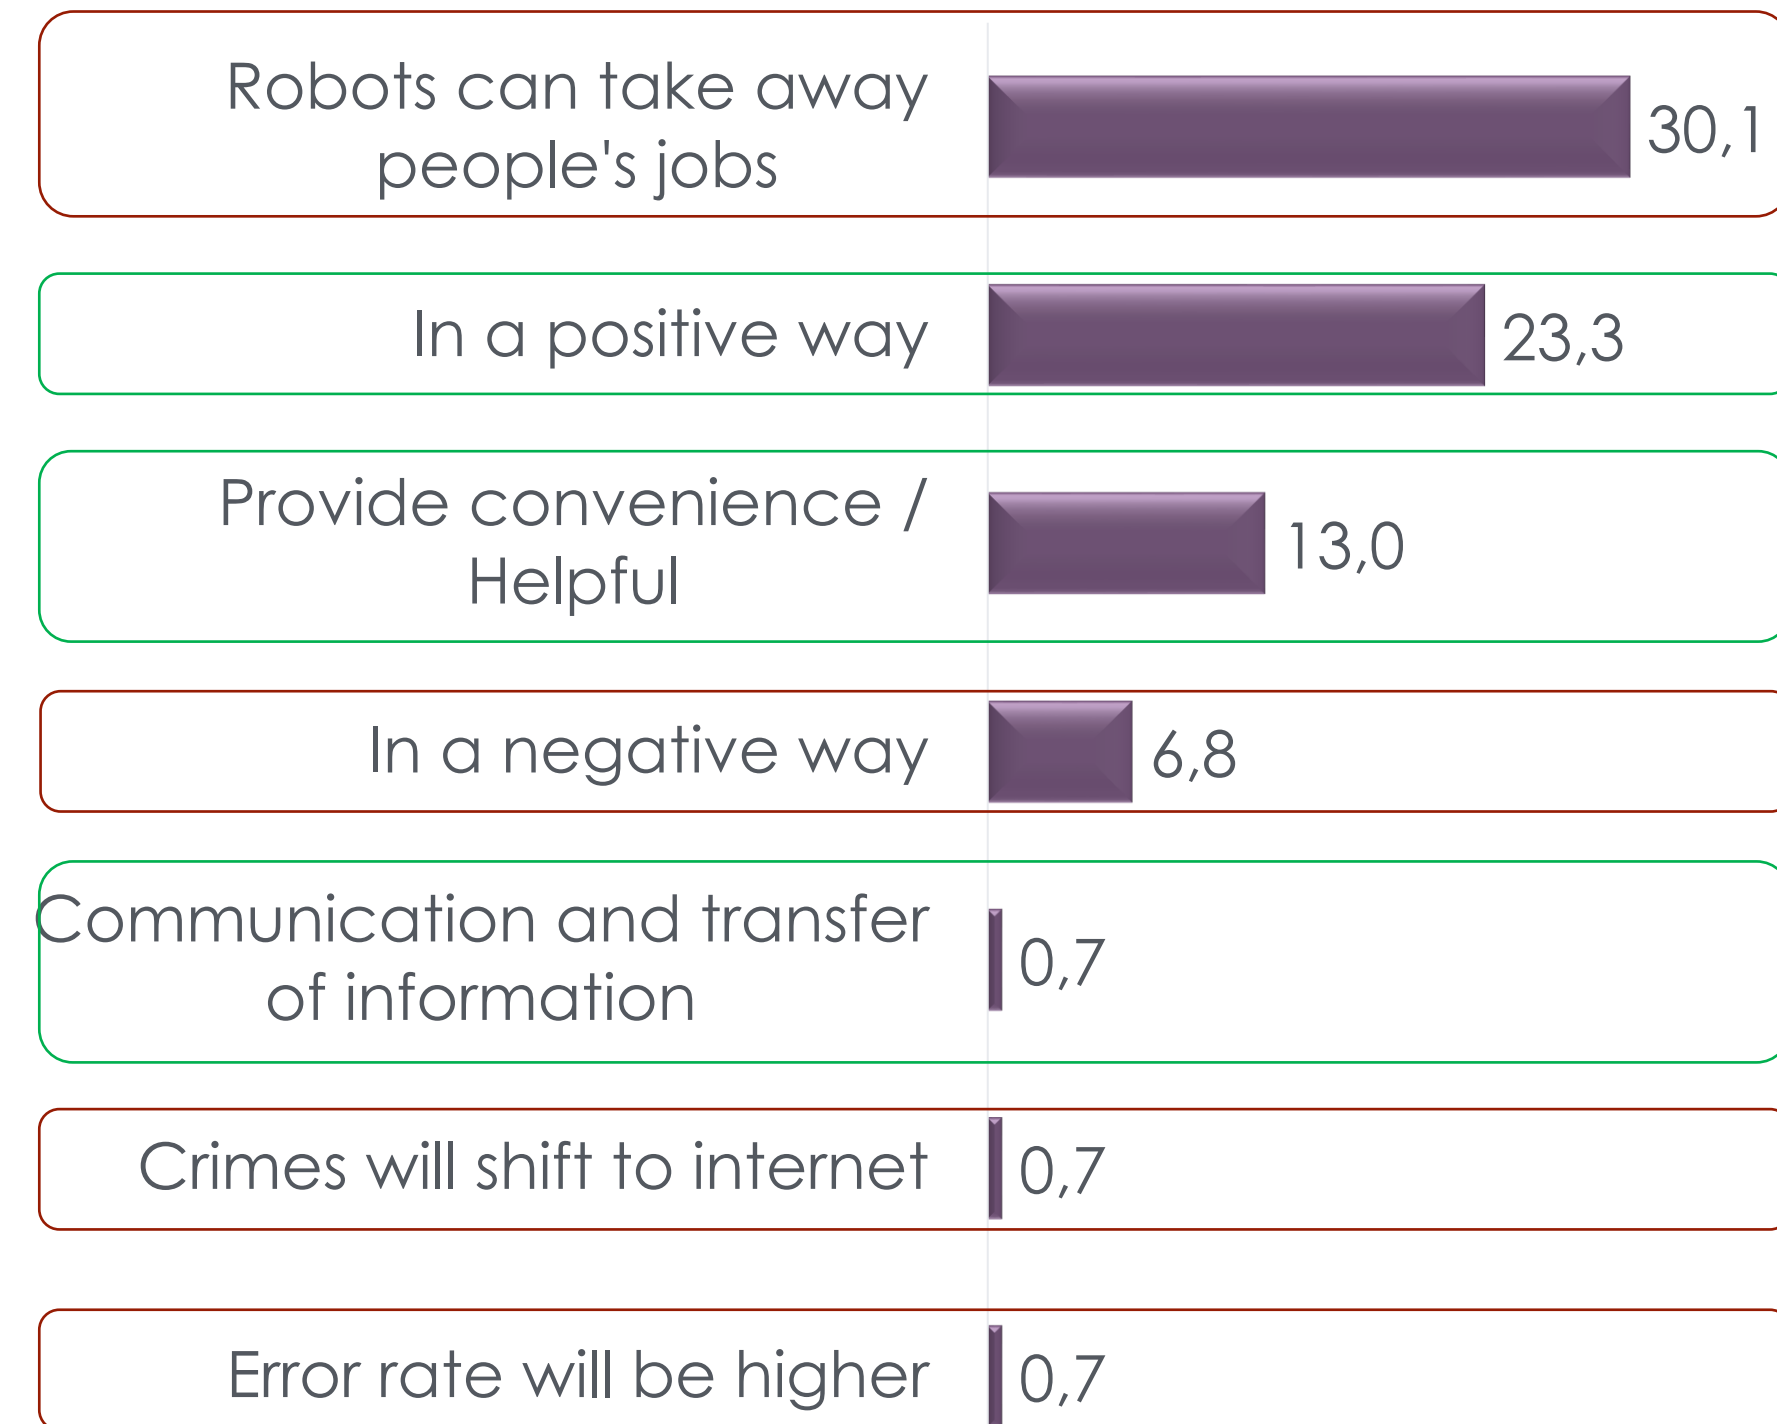 Robots can take away
people's jobs
30,1
In a positive way
23,3
Provide convenience /
Helpful
13,0
In a negative way
6,8
Communication and transfer
of information
0,7
Crimes will shift to internet
0,7
Error rate will be higher
0,7